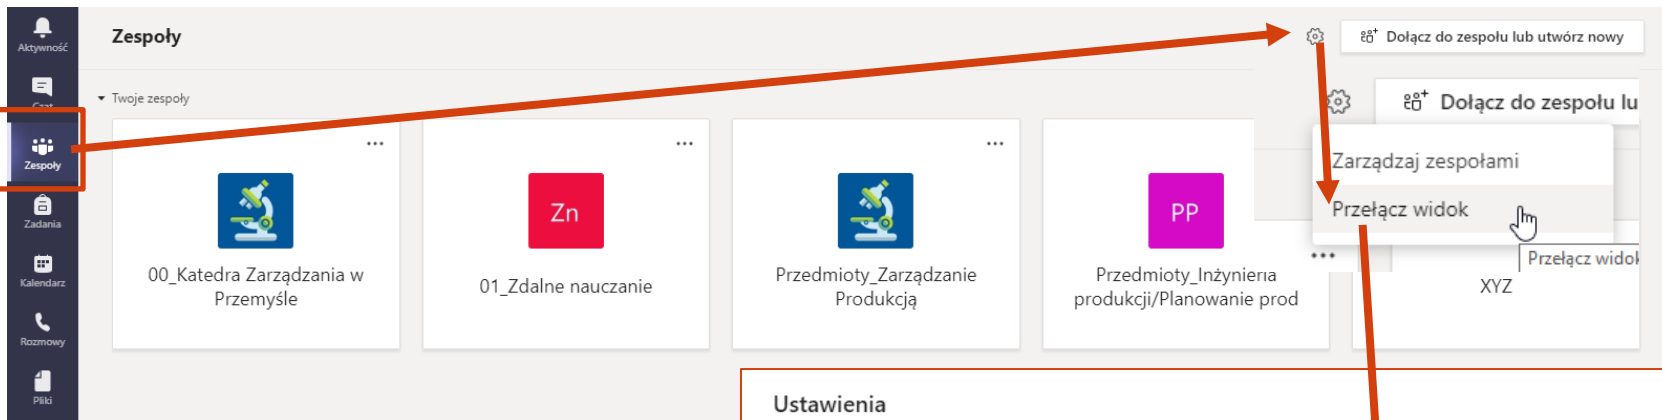 Aktywność
Zespoły
Dołącz do zespołu lub utwórz nowy
Czat
Twoje zespoły
Dołącz do zespołu lu
Zespoły
Zarządzaj zespołami
Zn
PP
Przełącz widok
Zadania
Przełącz widok
Kalendarz
00_Katedra Zarządzania w
Przemyśle
01_Zdalne nauczanie
Przedmioty_Zarządzanie
Produkcją
Przedmioty_Inżynieria
produkcji/Planowanie prod
XYZ
Rozmowy
Pliki
Ustawienia